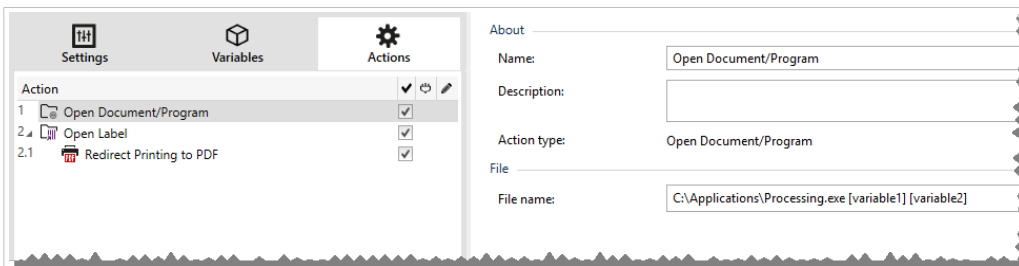 Settings Variables Actions
Action
1 Open Document/Program
2 Open Label
2.1 Redirect Printing to PDF
About
Name: Open Document/Program
Description:
Action type: Open Document/Program
File
File name: C:\Applications\Processing.exe [variable1] [variable2]